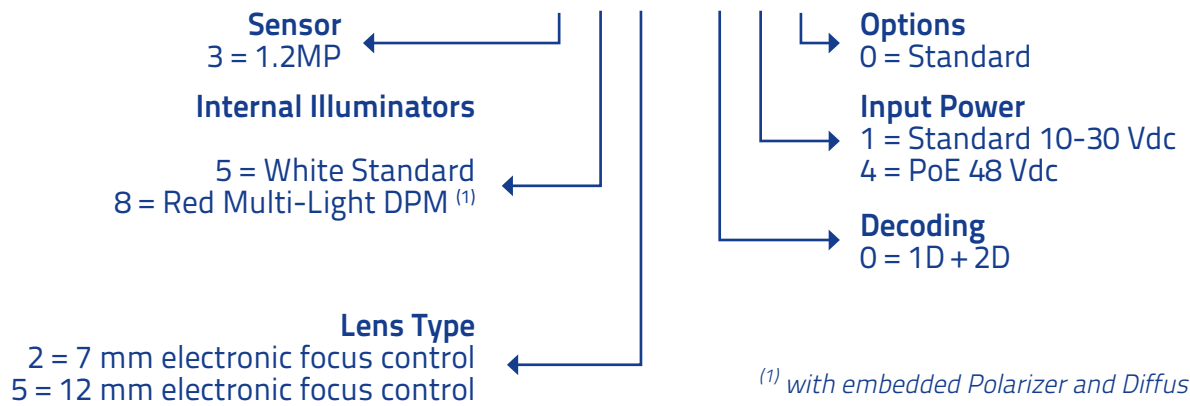 Sensor
3 = 1.2MP
Internal Illuminators
5 = White Standard
8 = Red Multi-Light DPM (1)
Lens Type
2 = 7 mm electronic focus control
5 = 12 mm electronic focus control
Options
0 = Standard
Input Power
1 = Standard 10-30 Vdc
4 = PoE 48 Vdc
Decoding
0 = 1D + 2D
(1) with embedded Polarizer and Diffus